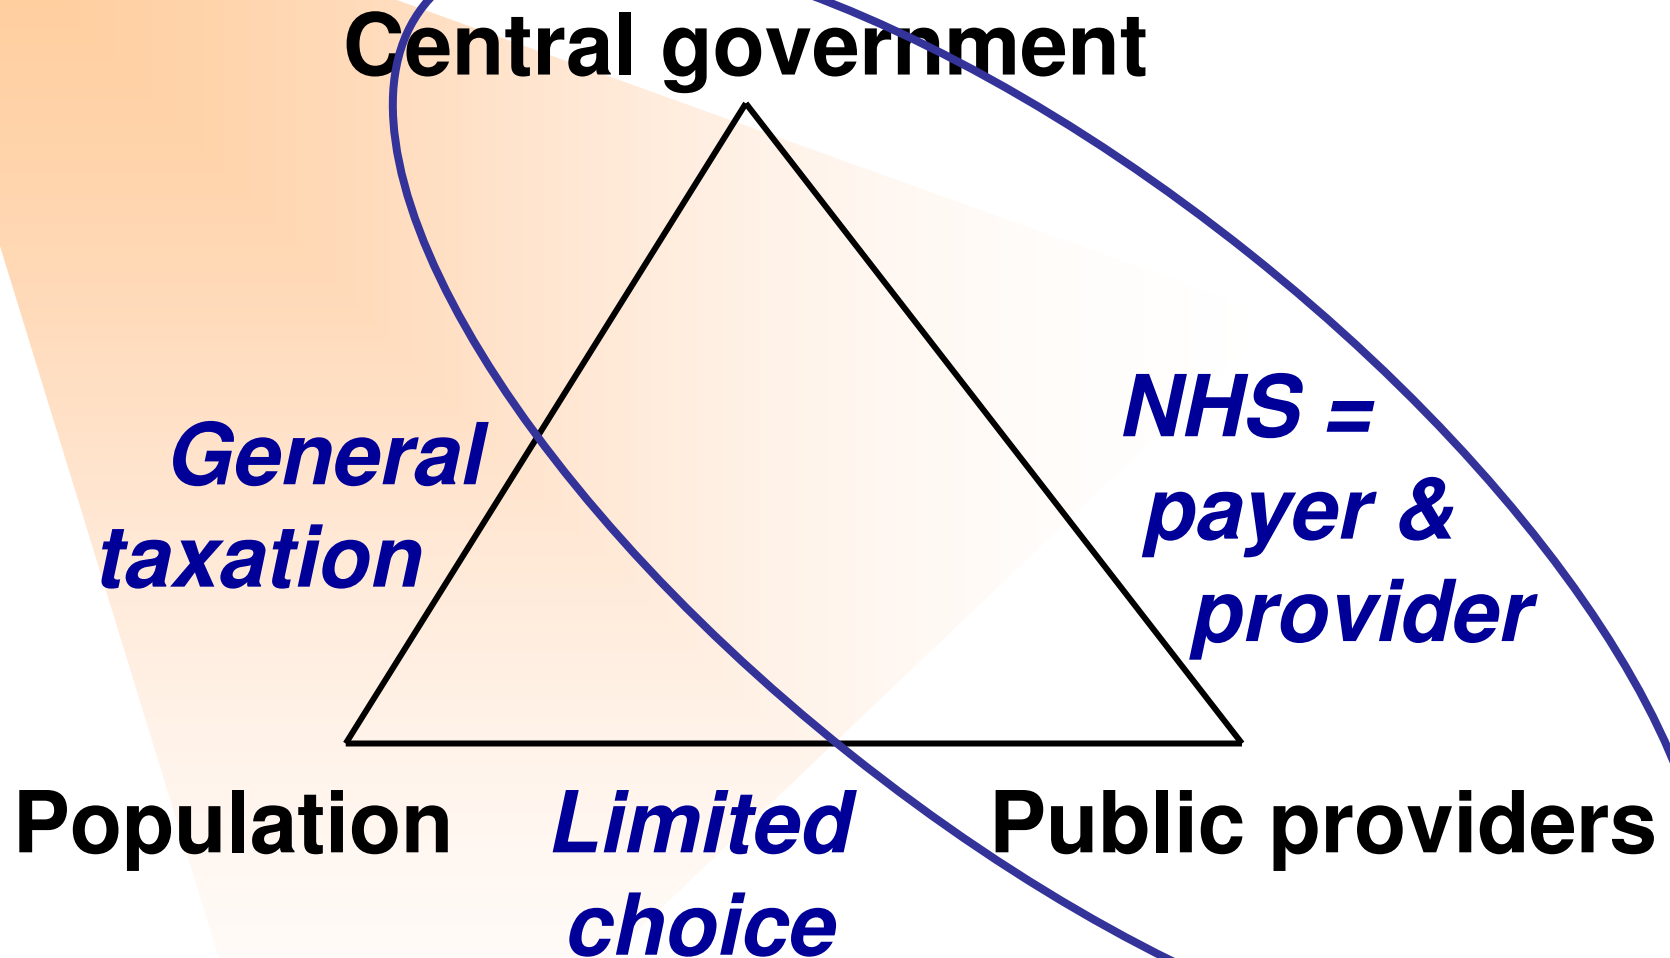 Central government
General
taxation
NHS =
payer &
provider
Population
Limited
choice
Public providers